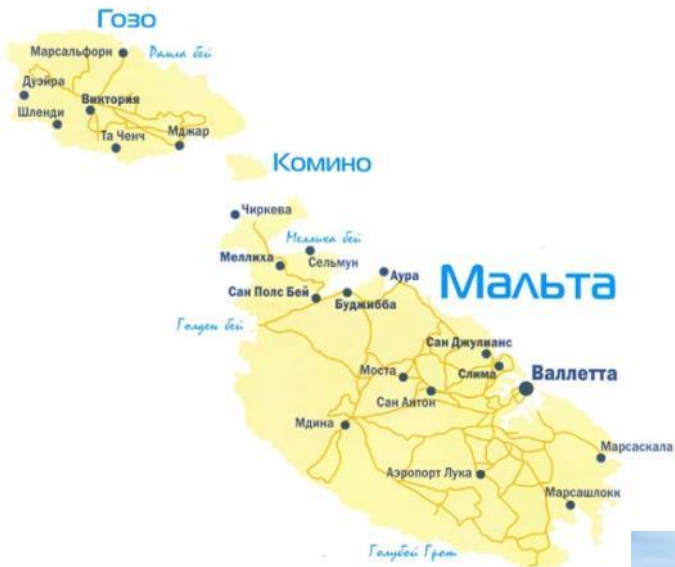 Гозо
Марсальфорн
Рамла бей
Дуэйра
Виктория
Шленди
Та Ченч
Мджар
Комино
Чиркева
Меллиха бей
Меллиха
Сельмун
Аура
Мальта
Сан Полс Бей
Буджибба
Голден бей
Сан Джулианс
Моста
Слима
Валлетта
Сан Антон
Мдина
Марсаскала
Аэропорт Лука
Марсашлокк
Голубой Грот